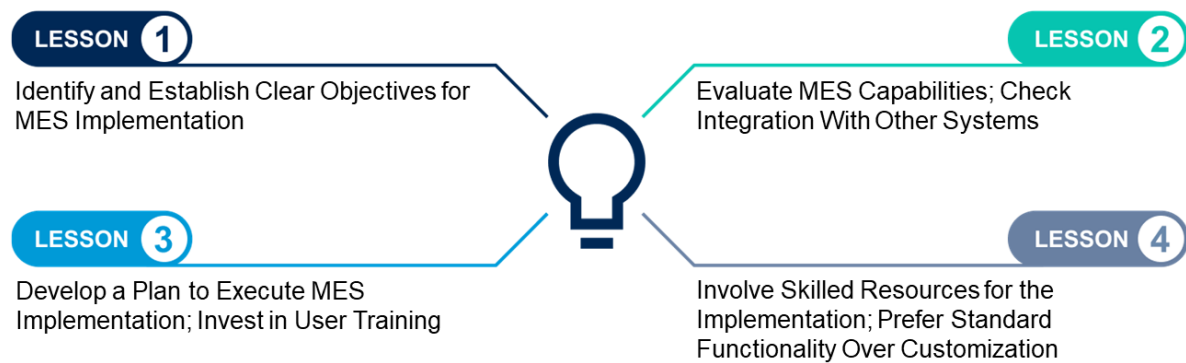 LESSON 1
Identify and Establish Clear Objectives for
MES Implementation
LESSON 2
Evaluate MES Capabilities; Check
Integration With Other Systems
LESSON 3
Develop a Plan to Execute MES
Implementation; Invest in User Training
LESSON 4
Involve Skilled Resources for the
Implementation; Prefer Standard
Functionality Over Customization